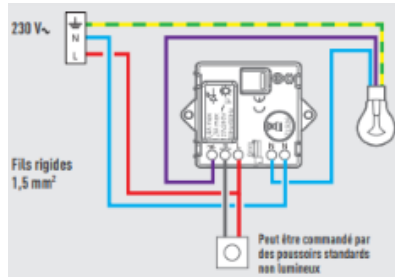 230 V~
N
L
Fils rigides
1,5 mm²
N N
Peut être commandé par
des poussoirs standards
non lumineux